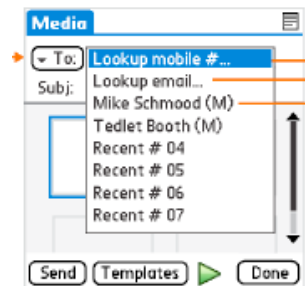 Media
To: Lookup mobile #...
Lookup email...
Subj: Mike Schmood (M)
Tedlet Booth (M)
Recent # 04
Recent # 05
Recent # 06
Recent # 07
Send Templates Done